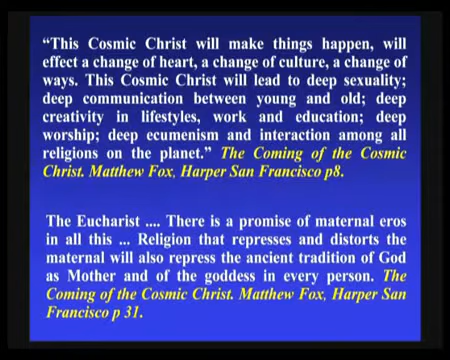 “This Cosmic Christ will make things happen, will
effect a change of heart, a change of culture, a change of
ways. This Cosmic Christ will lead to deep sexuality;
deep communication between young and old; deep
creativity in lifestyles, work and education; deep
worship; deep ecumenism and interaction among all
religions on the planet.” The Coming of the Cosmic
Christ. Matthew Fox, Harper San Francisco p8.
The Eucharist .... There is a promise of maternal eros
in all this ... Religion that represses and distorts the
maternal will also repress the ancient tradition of God
as Mother and of the goddess in every person. The
Coming of the Cosmic Christ. Matthew Fox, Harper San
Francisco p 31.